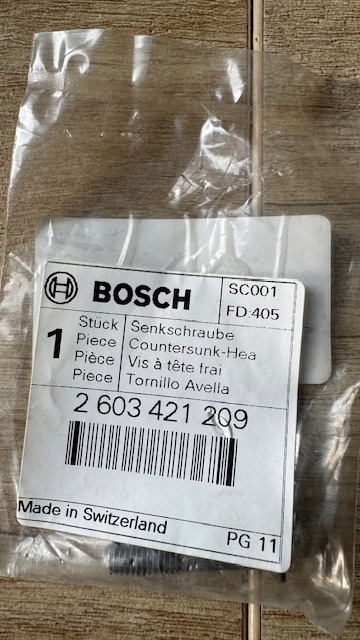 BOSCH
SC001
FD 405
1
Stück Senkschraube
Piece Countersunk-Hea
Pièce Vis à tête frai
Piece Tornillo Avella
2 603 421 209
Made in Switzerland
PG 11